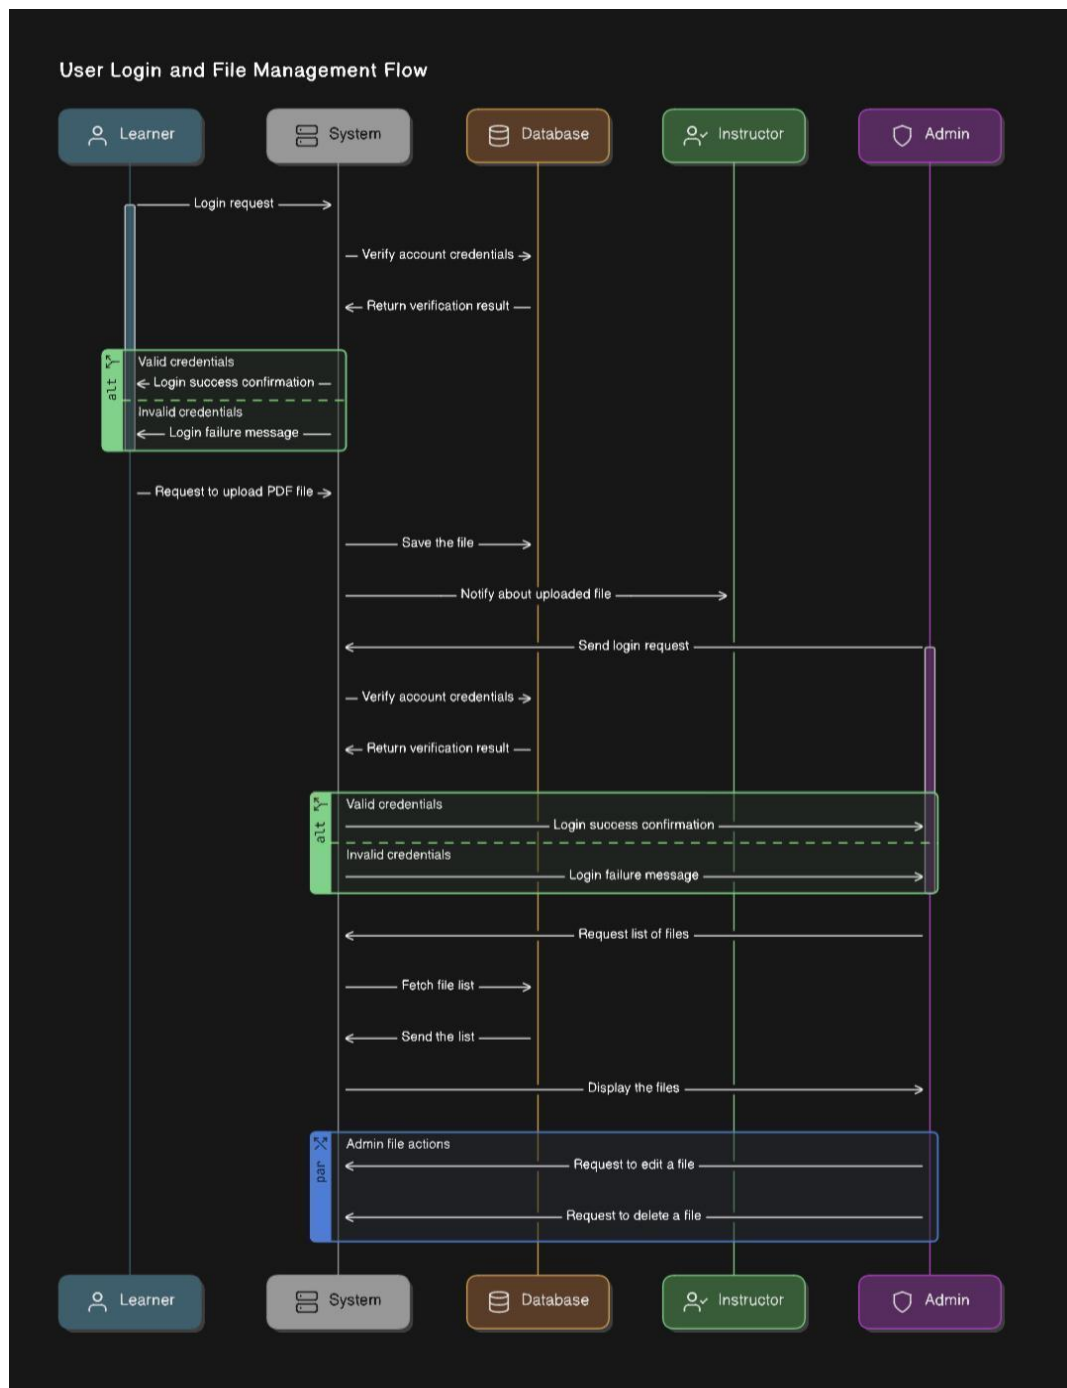 User Login and File Management Flow
Learner
System
Database
Instructor
Admin
Login request
Verify account credentials
Return verification result
alt
Valid credentials
Login success confirmation
Invalid credentials
Login failure message
Request to upload PDF file
Save the file
Notify about uploaded file
Send login request
Verify account credentials
Return verification result
alt
Valid credentials
Login success confirmation
Invalid credentials
Login failure message
Request list of files
Fetch file list
Send the list
Display the files
par
Admin file actions
Request to edit a file
Request to delete a file
Learner
System
Database
Instructor
Admin